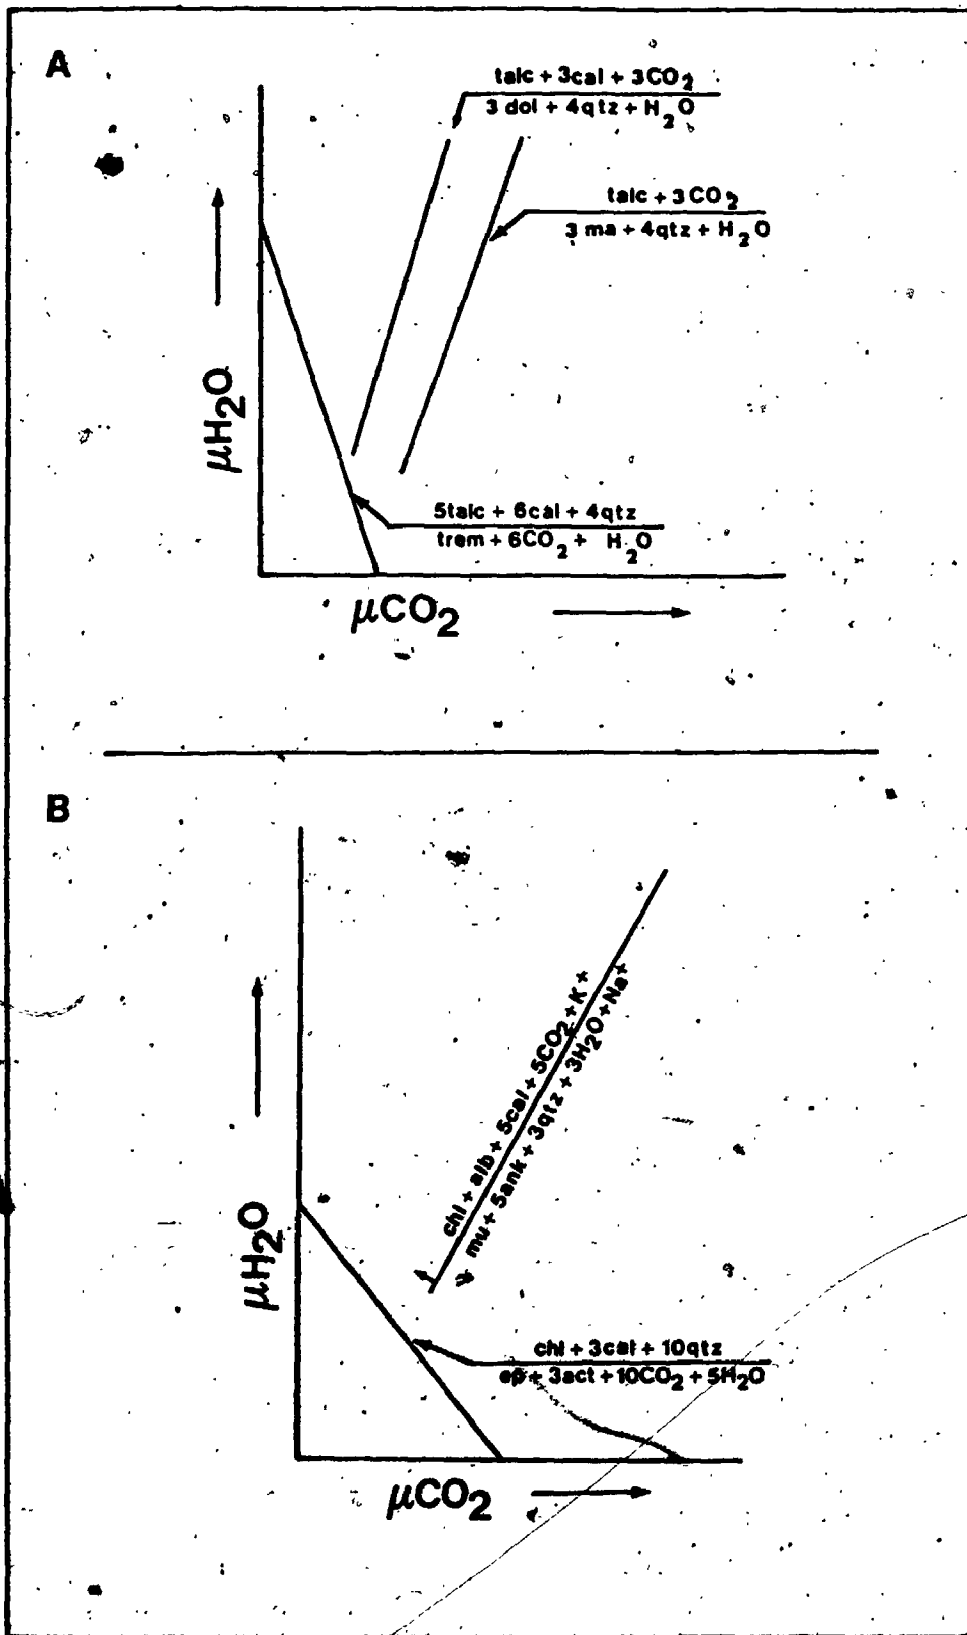 A
talc + 3cal + 3CO₂
3 dol + 4qtz + H₂O
talc + 3CO₂
3 ma + 4qtz + H₂O
μH₂O
5talc + 6cal + 4qtz
trem + 6CO₂ + H₂O
μCO₂
B
chl + alb + 5cal + 5CO₂ + K+
mu + 5ank + 3qtz + 3H₂O + Na+
μH₂O
chl + 3cal + 10qtz
ep + 3act + 10CO₂ + 5H₂O
μCO₂